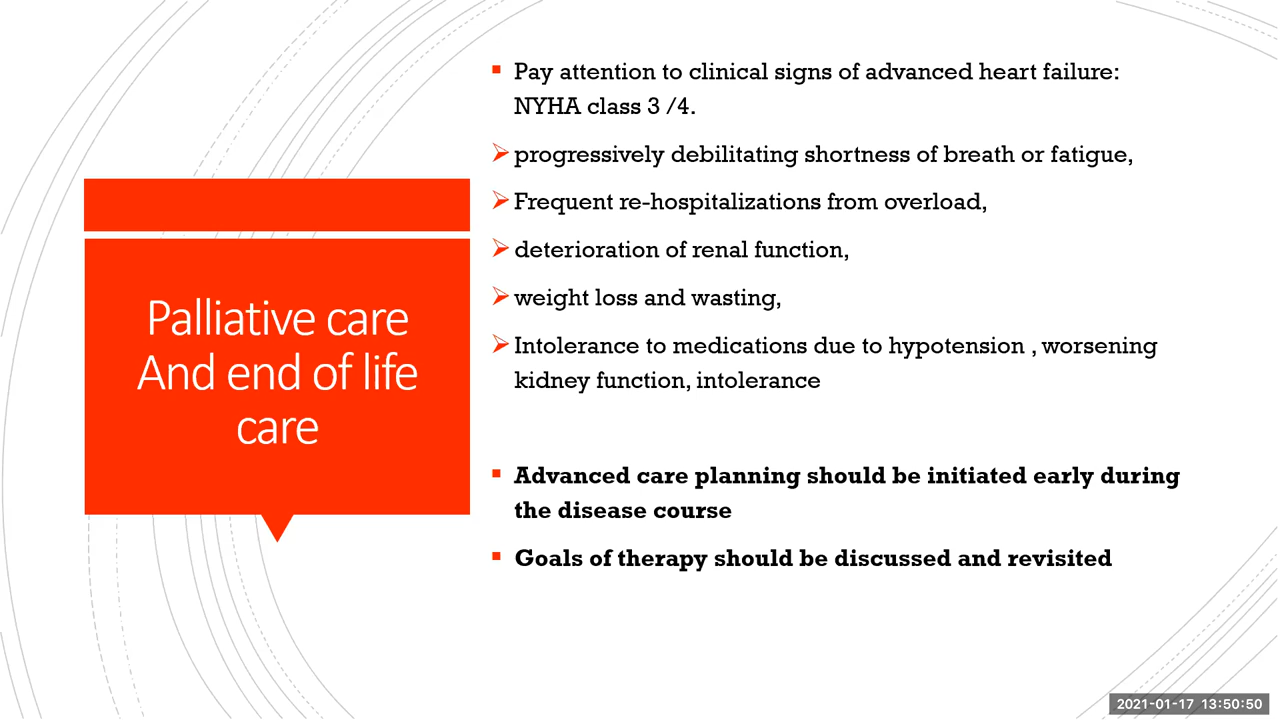 Palliative care
And end of life
care
Pay attention to clinical signs of advanced heart failure:
NYHA class 3 /4.
progressively debilitating shortness of breath or fatigue,
Frequent re-hospitalizations from overload,
deterioration of renal function,
weight loss and wasting,
Intolerance to medications due to hypotension , worsening
kidney function, intolerance
Advanced care planning should be initiated early during
the disease course
Goals of therapy should be discussed and revisited
2021-01-17 13:50:50